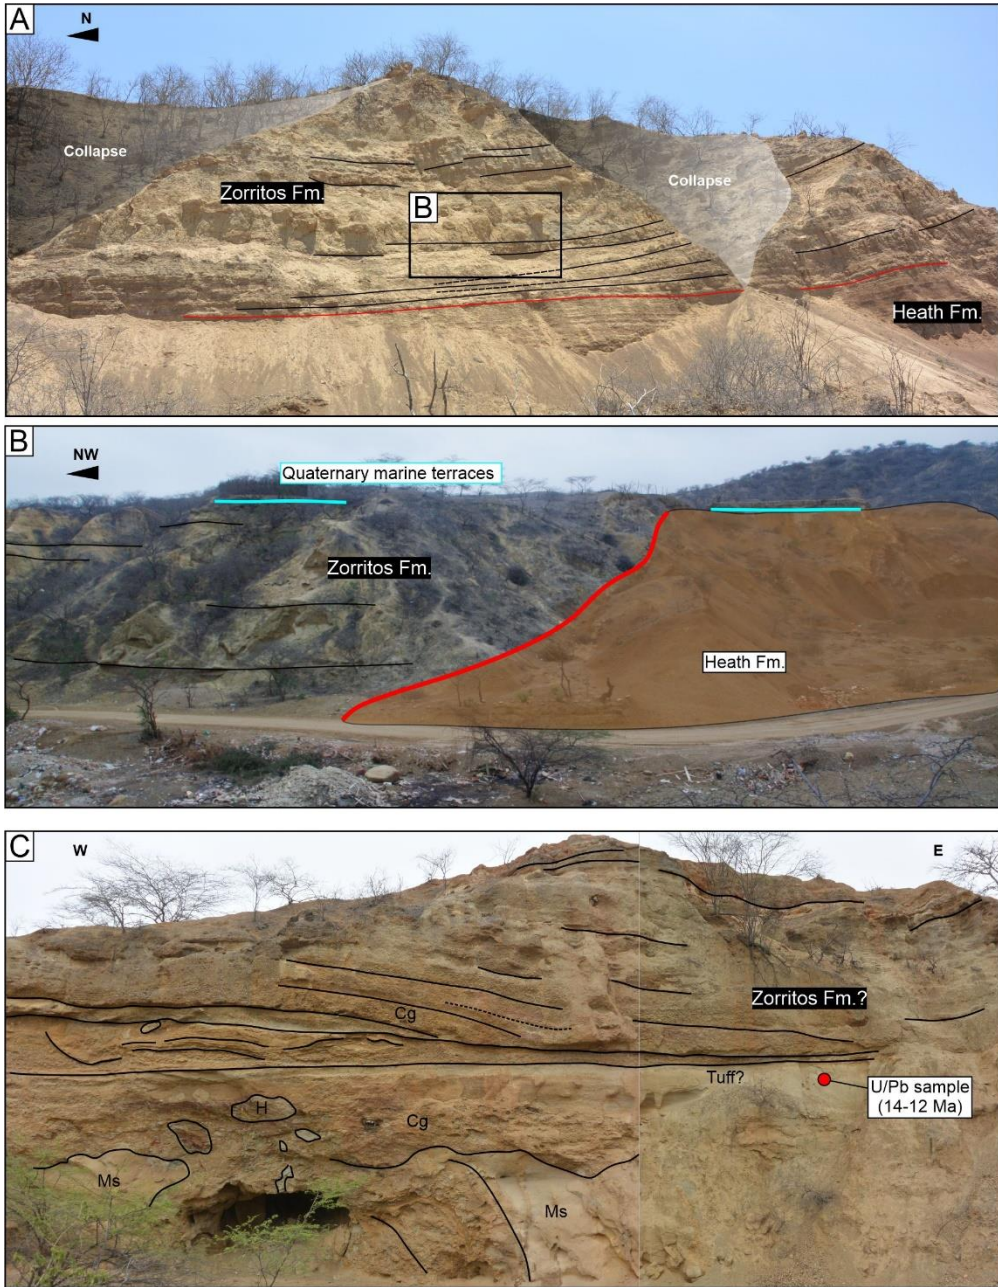 A
N
Collapse
Zorritos Fm.
Collapse
B
Heath Fm.
B
NW
Quaternary marine terraces
Zorritos Fm.
Heath Fm.
C
W
E
Zorritos Fm.?
Cg
Tuff?
U/Pb sample
(14-12 Ma)
H
Cg
Ms
Ms